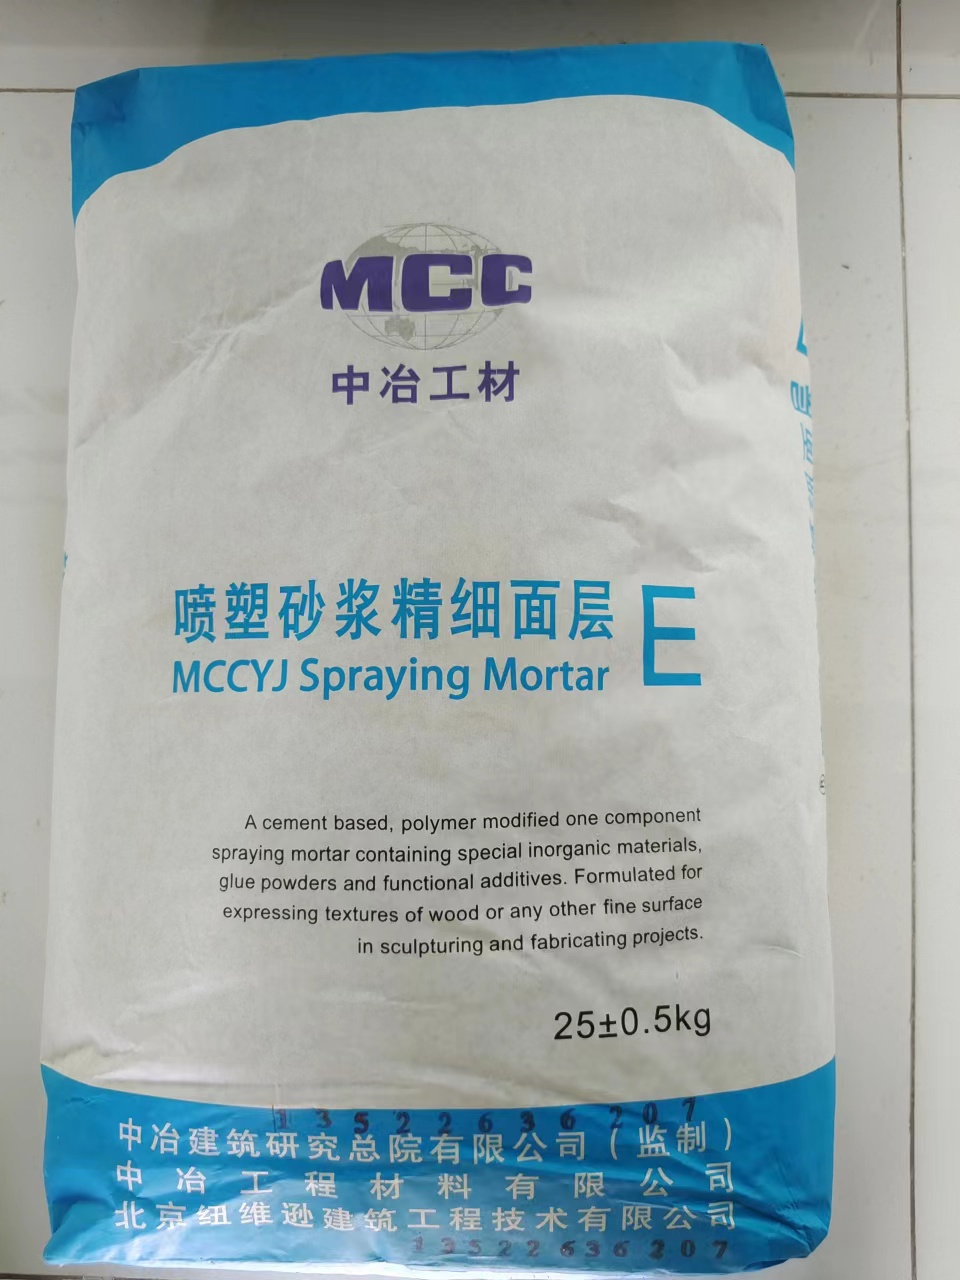 MCC
中冶工材
喷塑砂浆精细面层 E
MCCYJ Spraying Mortar
A cement based, polymer modified one component
spraying mortar containing special inorganic materials,
glue powders and functional additives. Formulated for
expressing textures of wood or any other fine surface
in sculpturing and fabricating projects.
25±0.5kg
13522636207
中冶建筑研究总院有限公司（监制）
中冶工程材料有限公司
北京纽维逊建筑工程技术有限公司
13522636207